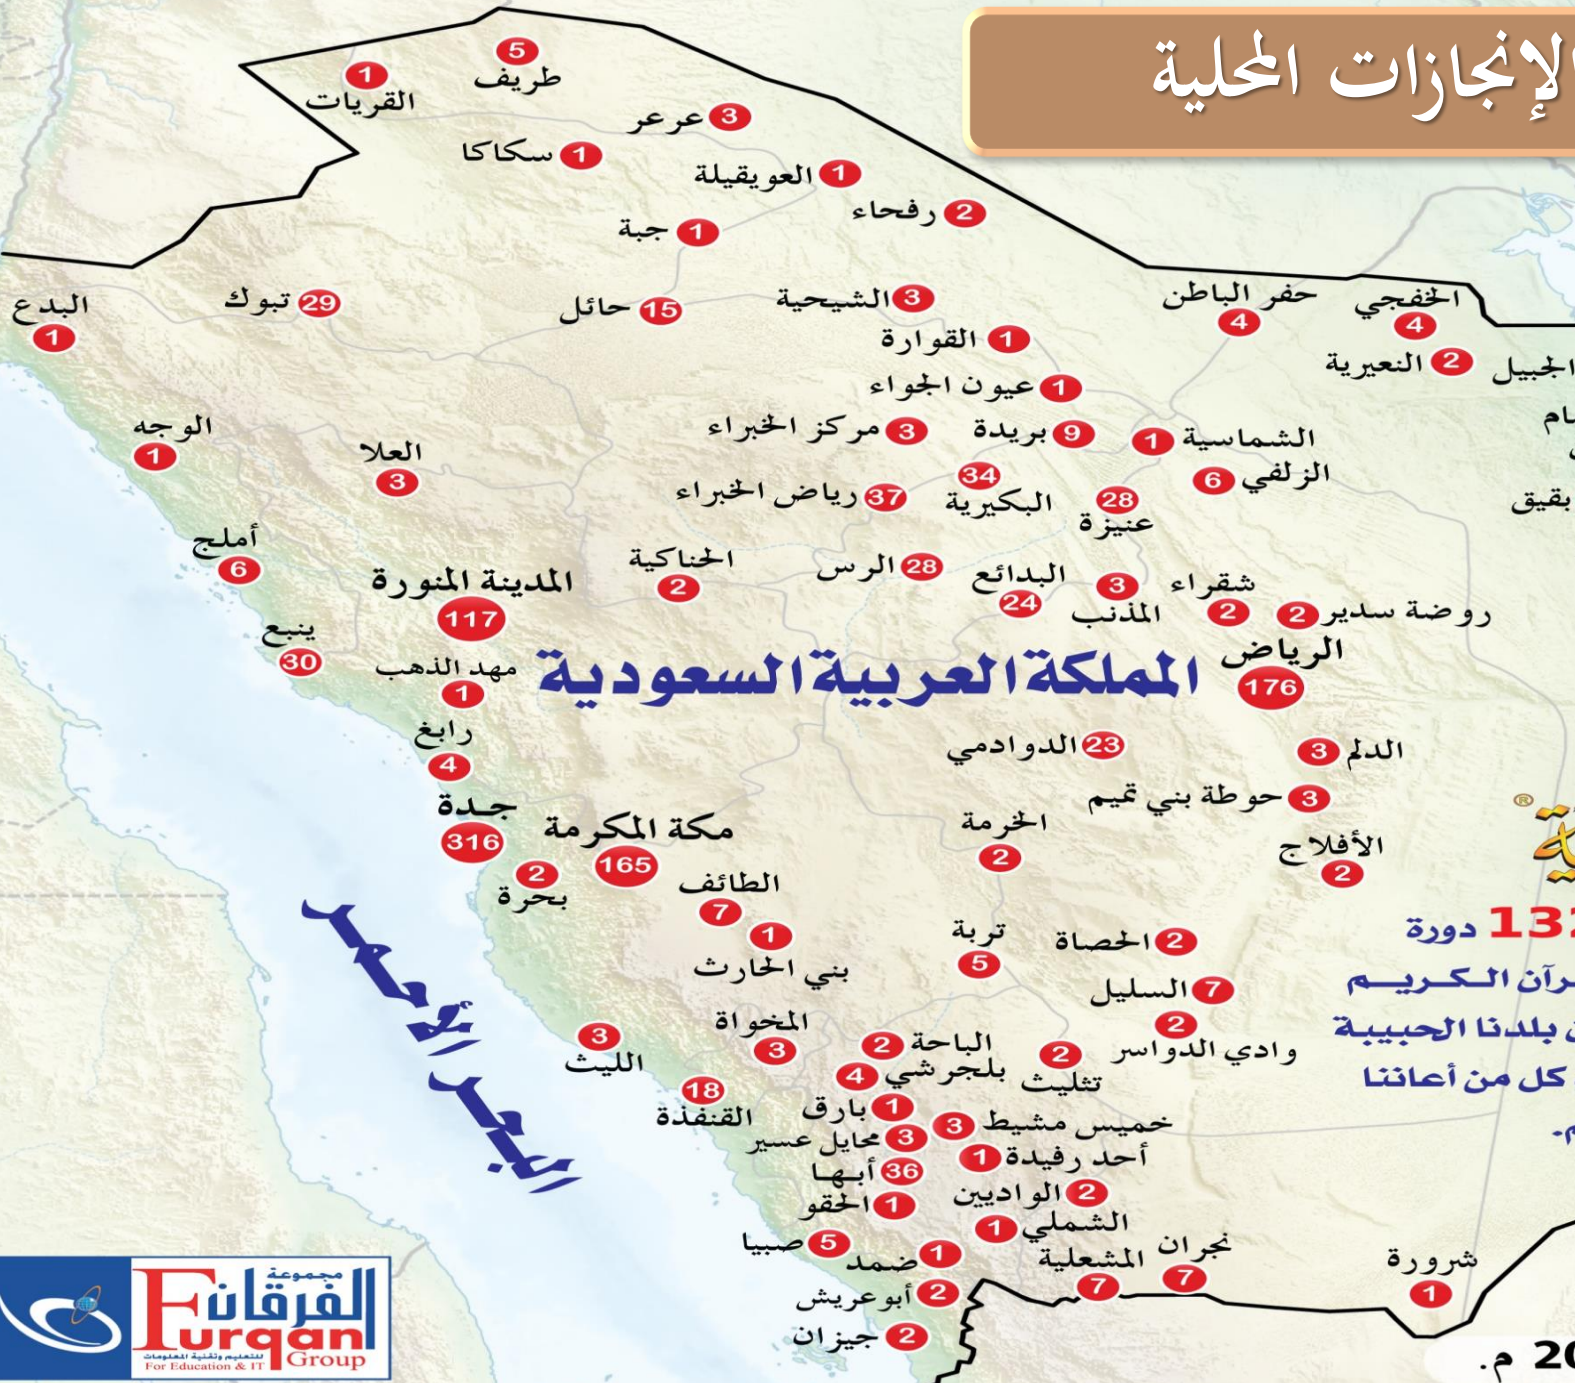 الإنجازات المحلية
طريف 5
القريات 1
عرعر 3
سكاكا 1
العويقيلة 1
رفحاء 2
جبة 1
البدع 1
تبوك 29
حائل 15
الشيحية 3
حفر الباطن 4
الخفجي 4
القوارة 1
النعيرية 2
الجبيل
عيون الجواء 1
الوجه 1
العلا 3
مركز الخبراء 3
بريدة 9
الشماسية 1
الزلفي 6
رياض الخبراء 37
البكيرية 34
عنيزة 28
بقيق
أملج 6
المدينة المنورة 117
الحناكية 2
الرس 28
البدائع 24
المذنب 3
شقراء 2
روضة سدير 2
ينبع 30
مهد الذهب 1
المملكة العربية السعودية
الرياض 176
رابغ 4
الدوادمي 23
الدلم 3
حوطة بني تميم 3
جدة 316
مكة المكرمة 165
الخرمة 2
الأفلاج 2
بحرة 2
الطائف 7
بني الحارث 1
تربة 5
الحصاة 2
السليل 7
وادي الدواسر 2
البحر الأحمر
المخواة 3
الليث 3
القنفذة 18
الباحة 2
بلجرشي 4
تثليث 2
بارق 1
خميس مشيط 3
محايل عسير 3
أحد رفيدة 1
أبها 36
الواديين 2
الحقو 1
الشملي 1
صبيا 5
ضمد 1
المشعلية 7
نجران 7
شرورة 1
أبو عريش 2
جيزان 2
®
132 دورة
القرآن الكريم
بلدنا الحبيبة
كل من أعاننا
20 م.
مجموعة
الفرقان
Furqan
للتعليم وتقنية المعلومات
For Education & IT Group